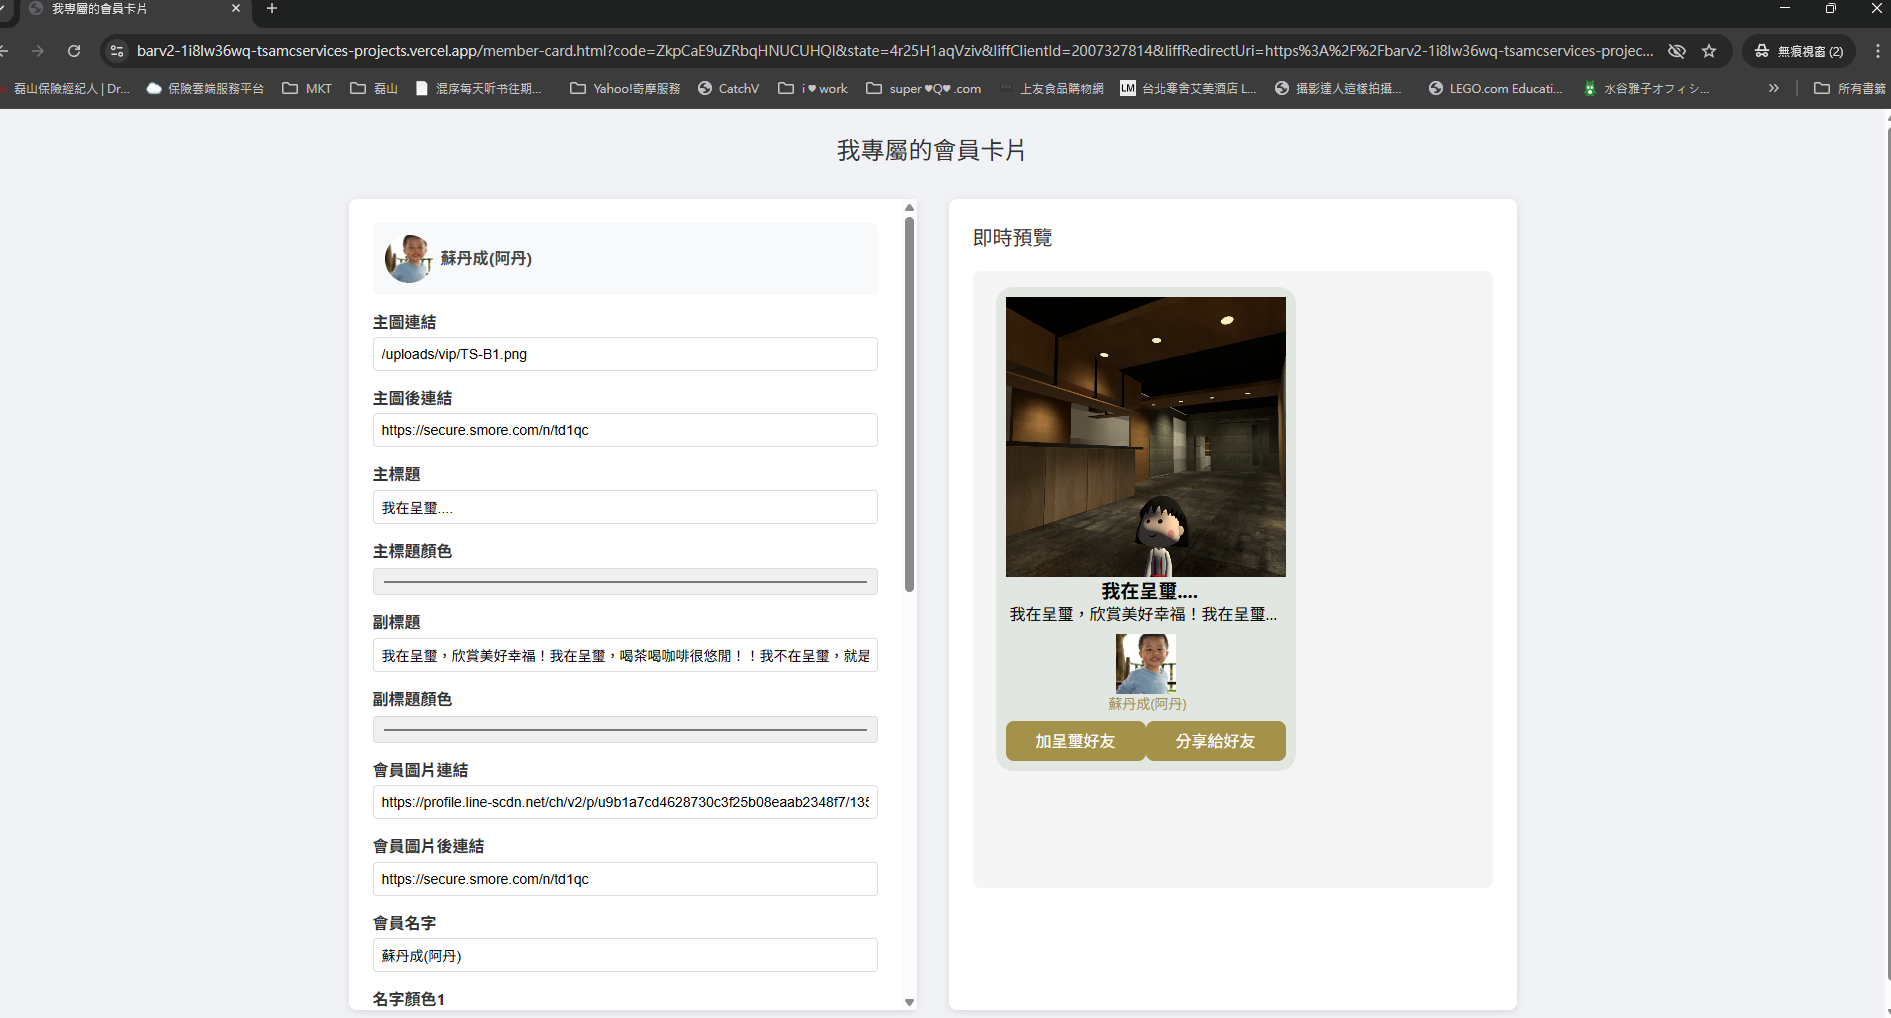 我專屬的會員卡片
barv2-1i8lw36wq-tsamcservices-projects.vercel.app/member-card.html?code=ZkpCaE9uZRbqHNUCUHQI&state=4r25H1aqVziv&liffClientId=2007327814&liffRedirectUri=https%3A%2F%2Fbarv2-1i8lw36wq-tsamcservices-projec...
無痕視窗 (2)
磊山保險經紀人 | Dr...
保險雲端服務平台
MKT
磊山
混序每天听书往期...
Yahoo!奇摩服務
CatchV
i ♥ work
super ♥Q♥ .com
上友食品購物網
LM 台北寒舍艾美酒店 L...
攝影達人這樣拍攝...
LEGO.com Educati...
水谷雅子オフィシ...
所有書籤
我專屬的會員卡片
蘇丹成(阿丹)
主圖連結
/uploads/vip/TS-B1.png
主圖後連結
https://secure.smore.com/n/td1qc
主標題
我在呈璽....
主標題顏色
副標題
我在呈璽，欣賞美好幸福！我在呈璽，喝茶喝咖啡很悠閒！！我不在呈璽，就是
副標題顏色
會員圖片連結
https://profile.line-scdn.net/ch/v2/p/u9b1a7cd4628730c3f25b08eaab2348f7/135
會員圖片後連結
https://secure.smore.com/n/td1qc
會員名字
蘇丹成(阿丹)
名字顏色1
即時預覽
我在呈璽....
我在呈璽，欣賞美好幸福！我在呈璽...
蘇丹成(阿丹)
加呈璽好友
分享給好友